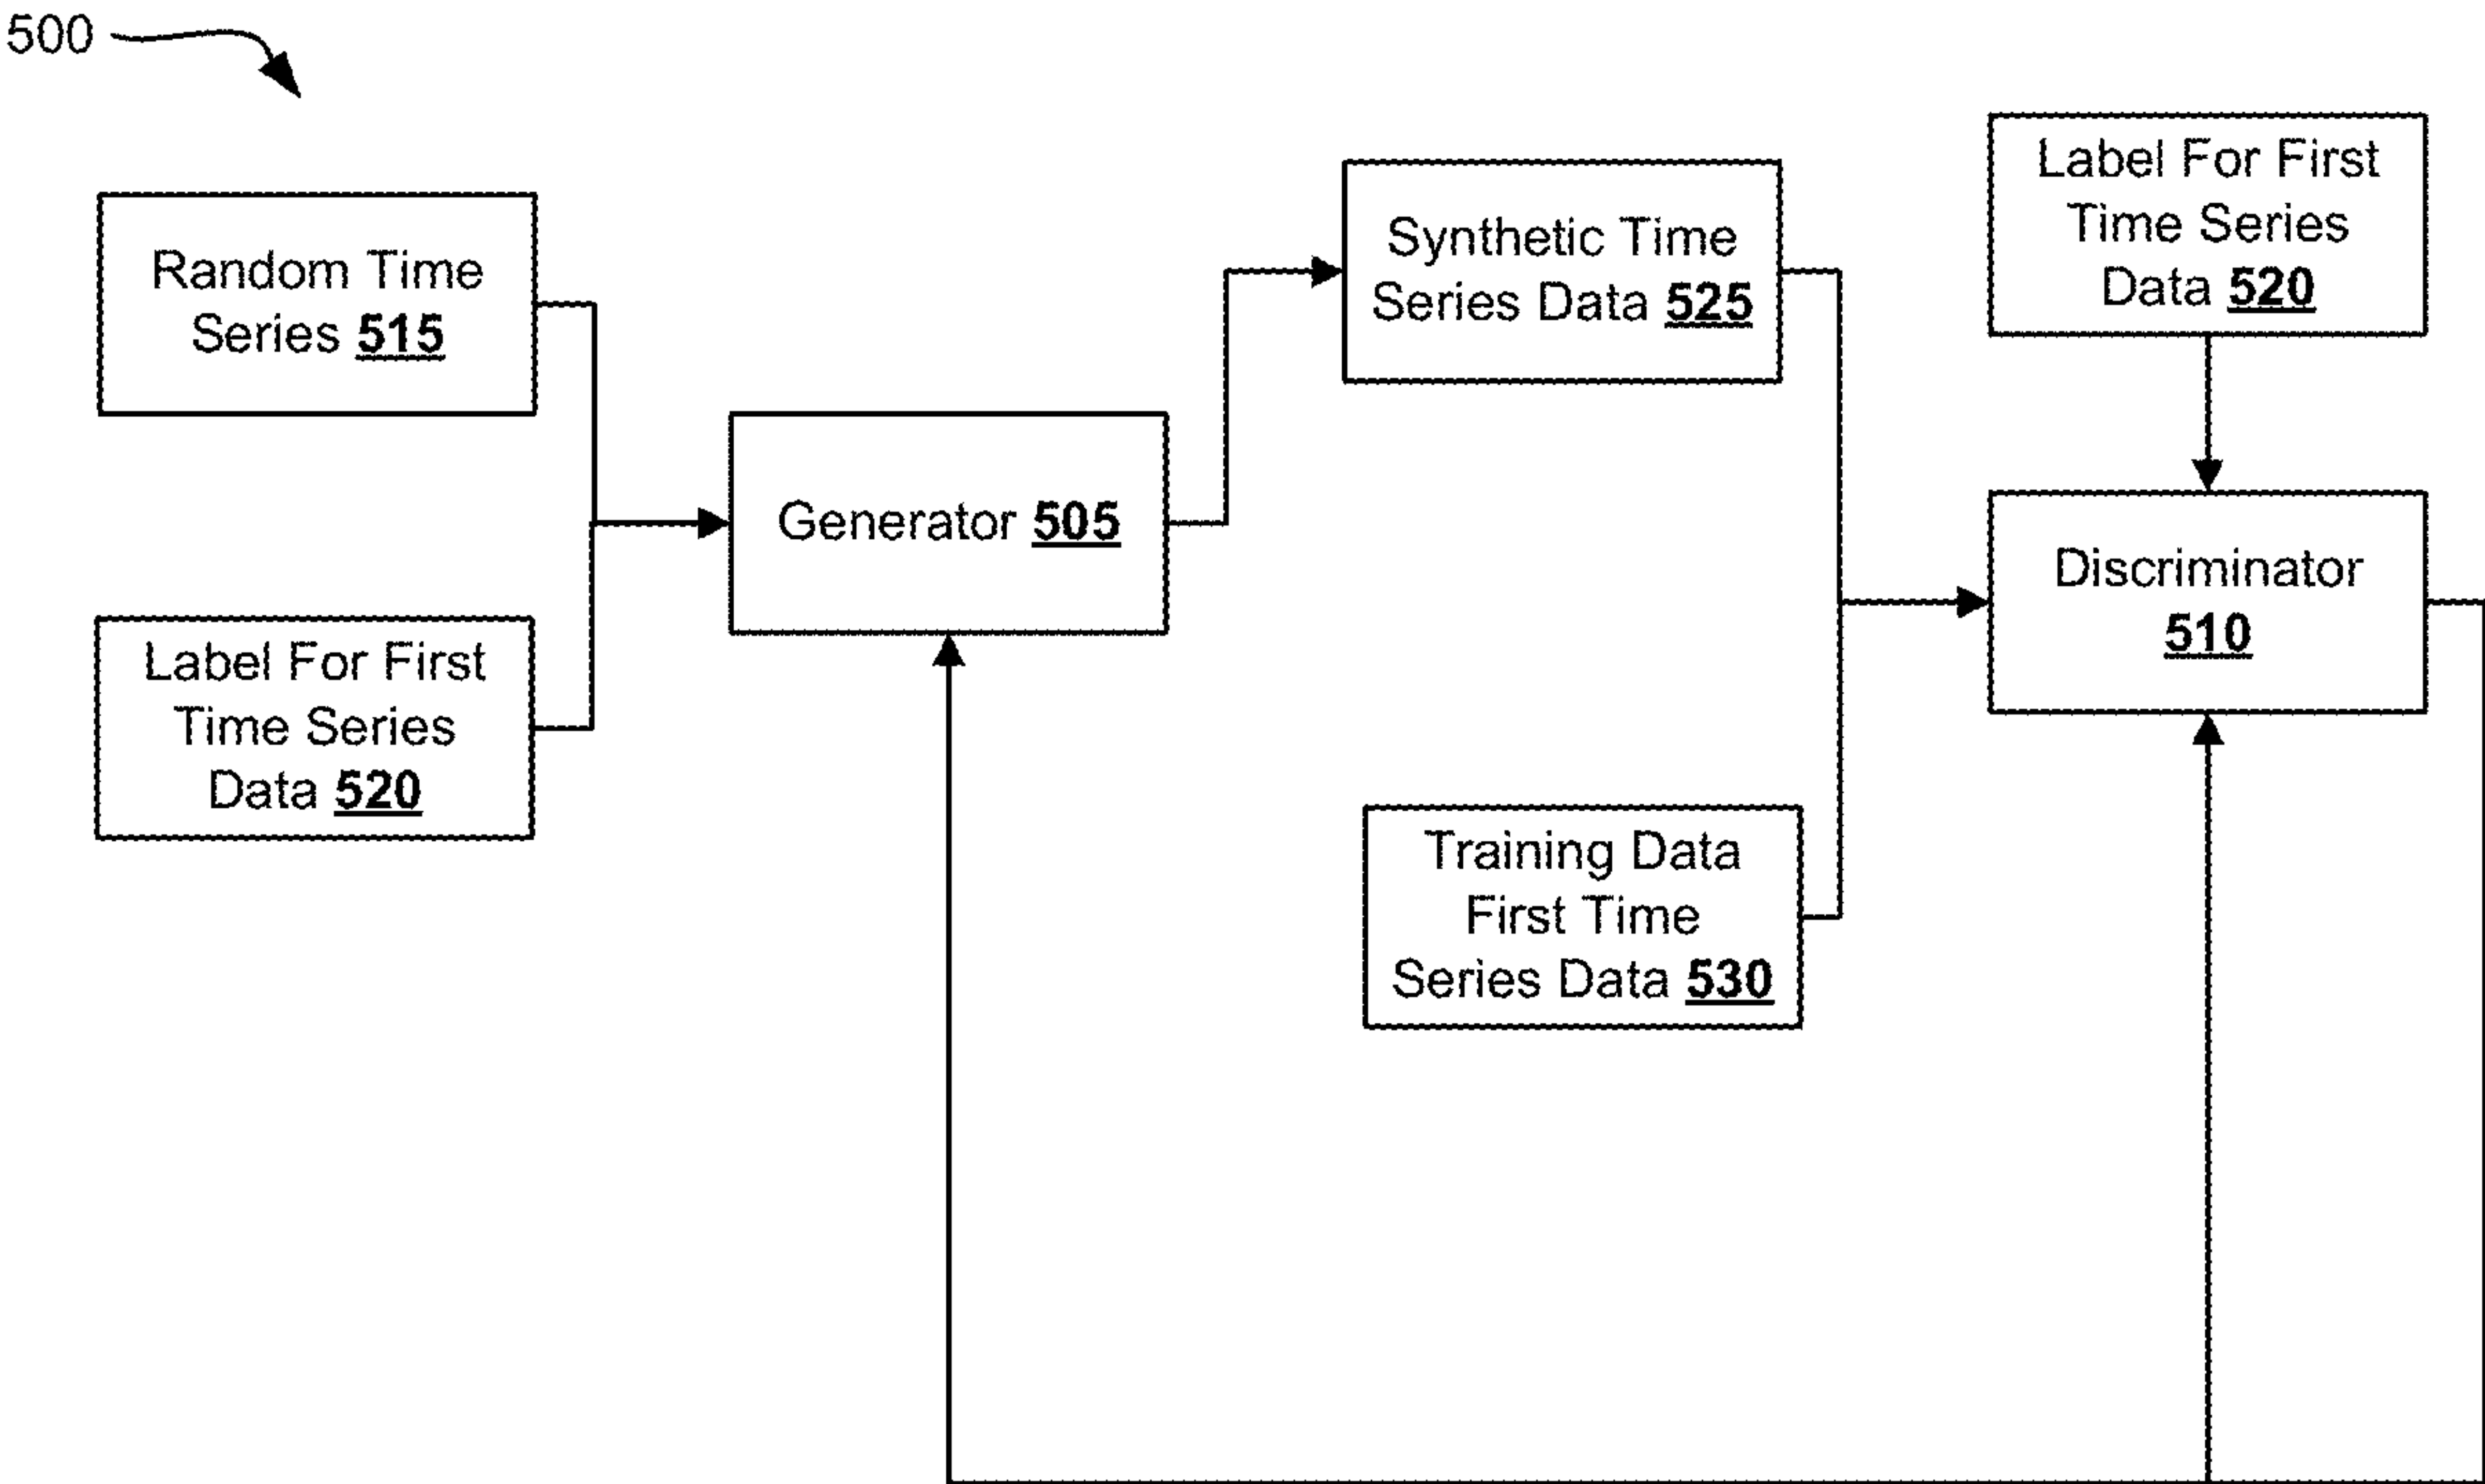 500
Random Time
Series 515
Label For First
Time Series
Data 520
Generator 505
Synthetic Time
Series Data 525
Training Data
First Time
Series Data 530
Label For First
Time Series
Data 520
Discriminator
510